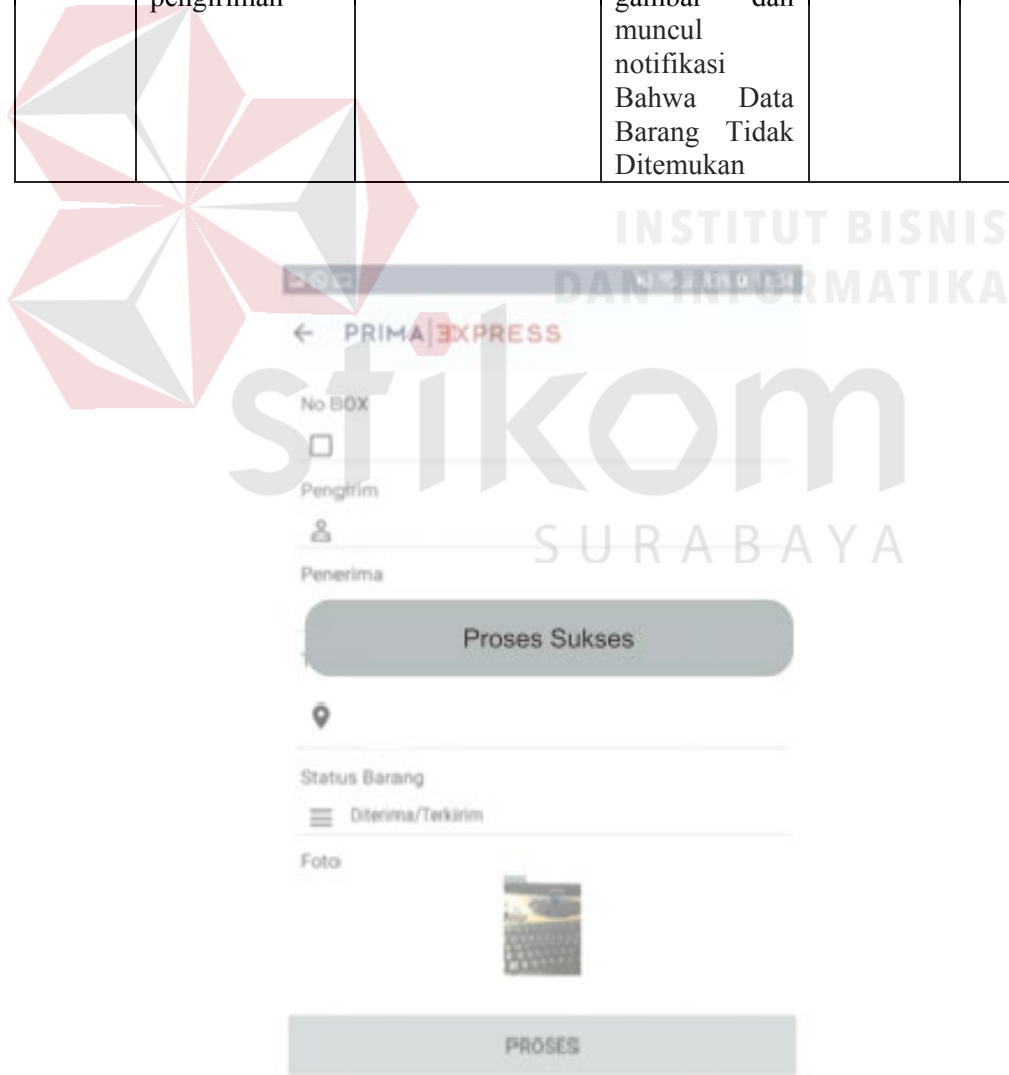 pengiriman
gambar dan
muncul
notifikasi
Bahwa Data
Barang Tidak
Ditemukan
INSTITUT BISNIS
DAN INFORMATIKA
stikom
SURABAYA
PRIMA|EXPRESS
No BOX
Pengirim
Penerima
Proses Sukses
Status Barang
Diterima/Terkirim
Foto
PROSES